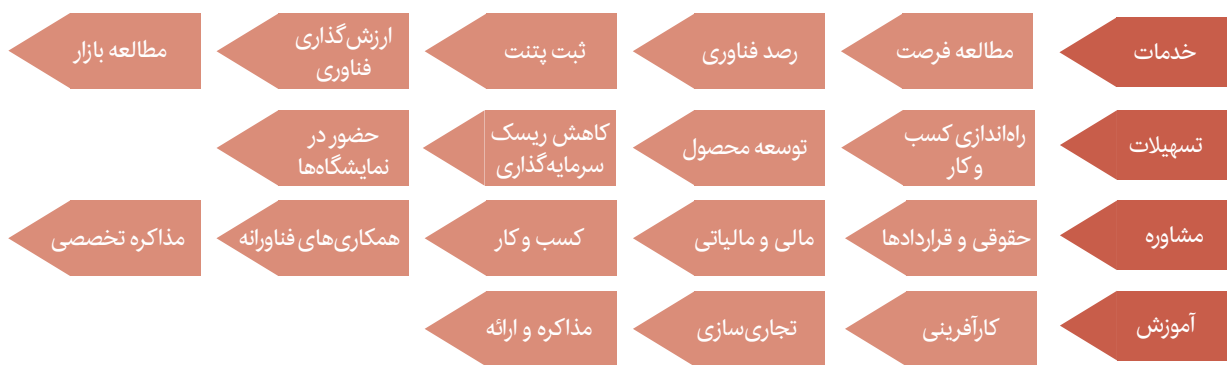 خدمات
مطالعه فرصت
رصد فناوری
ثبت پتنت
ارزش‌گذاری
فناوری
مطالعه بازار
تسهیلات
راه‌اندازی کسب
و کار
توسعه محصول
کاهش ریسک
سرمایه‌گذاری
حضور در
نمایشگاه‌ها
مشاوره
حقوقی و قراردادها
مالی و مالیاتی
کسب و کار
همکاری‌های فناورانه
مذاکره تخصصی
آموزش
کارآفرینی
تجاری‌سازی
مذاکره و ارائه